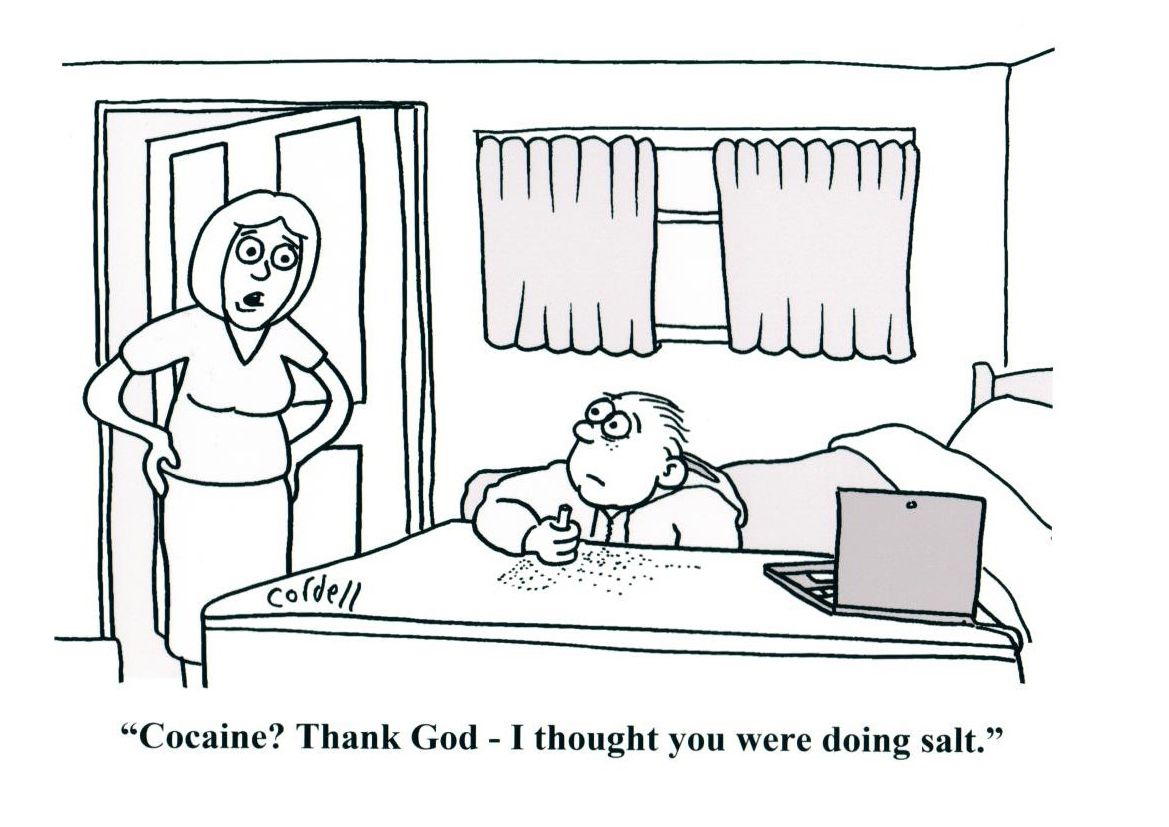 cordell
“Cocaine? Thank God - I thought you were doing salt.”